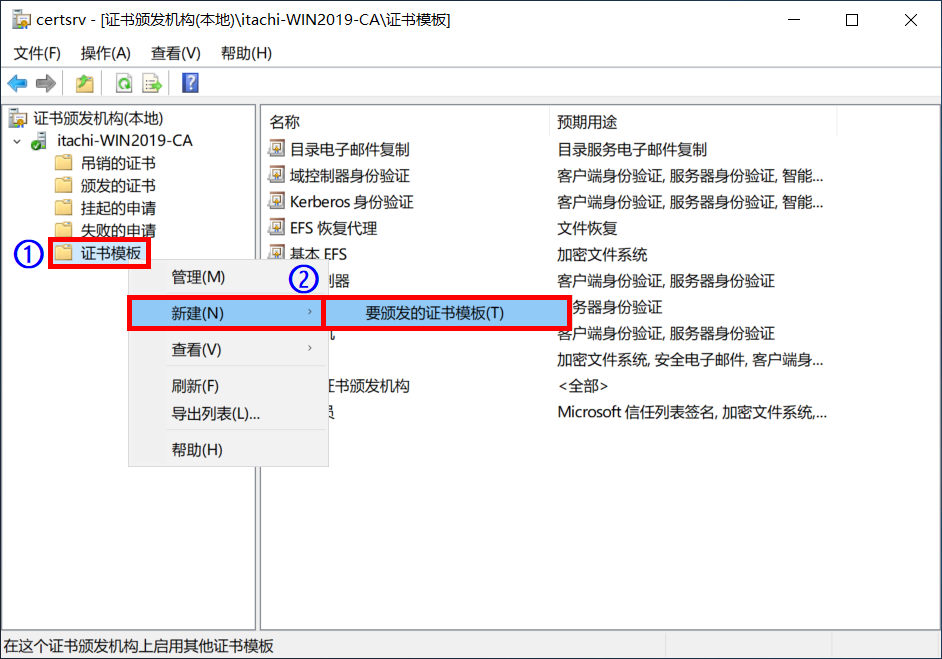 certsrv - [证书颁发机构(本地)\itachi-WIN2019-CA\证书模板]
文件(F) 操作(A) 查看(V) 帮助(H)
证书颁发机构(本地)
itachi-WIN2019-CA
吊销的证书
颁发的证书
挂起的申请
失败的申请
① 证书模板
管理(M)
②
新建(N)
要颁发的证书模板(T)
查看(V)
刷新(F)
导出列表(L)...
帮助(H)
名称 预期用途
目录电子邮件复制 目录服务电子邮件复制
域控制器身份验证 客户端身份验证, 服务器身份验证, 智能...
Kerberos 身份验证 客户端身份验证, 服务器身份验证, 智能...
EFS 恢复代理 文件恢复
基本 EFS 加密文件系统
制器 客户端身份验证, 服务器身份验证
务器身份验证
客户端身份验证, 服务器身份验证
加密文件系统, 安全电子邮件, 客户端身...
证书颁发机构 <全部>
员 Microsoft 信任列表签名, 加密文件系统,...
在这个证书颁发机构上启用其他证书模板